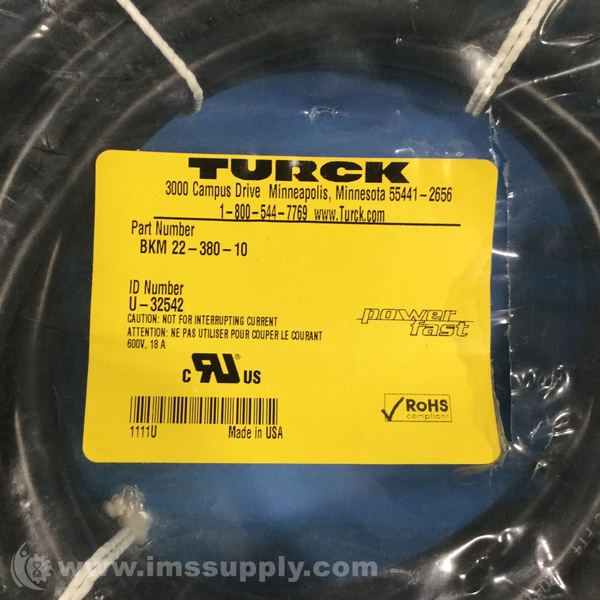 TURCK
3000 Campus Drive Minneapolis, Minnesota 55441-2656
1-800-544-7769 www.Turck.com
Part Number
BKM 22-380-10
ID Number
U-32542
CAUTION: NOT FOR INTERRUPTING CURRENT
ATTENTION: NE PAS UTILISER POUR COUPER LE COURANT
600V, 18 A
power
fast
C RU US
RoHS
compliant
1111U Made in USA
www.imssupply.com